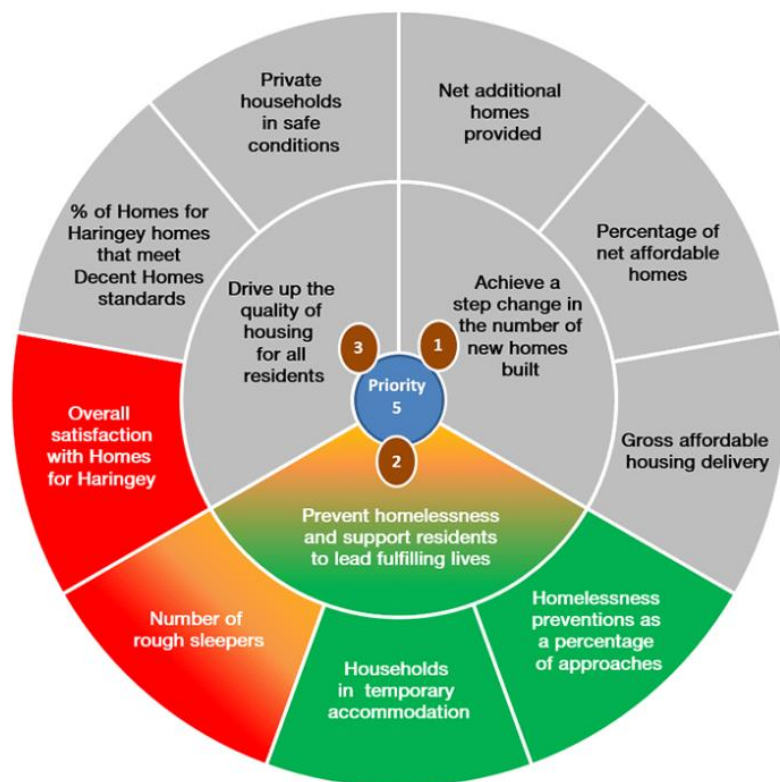 Private
households
in safe
conditions
Net additional
homes
provided
% of Homes for
Haringey homes
that meet
Decent Homes
standards
Percentage of
net affordable
homes
Drive up the
quality of
housing
for all
residents
Achieve a
step change in
the number of
new homes
built
3
1
Priority
5
2
Overall
satisfaction
with Homes
for Haringey
Gross affordable
housing delivery
Prevent homelessness
and support residents
to lead fulfilling lives
Number of
rough sleepers
Households
in temporary
accommodation
Homelessness
preventions as
a percentage
of approaches